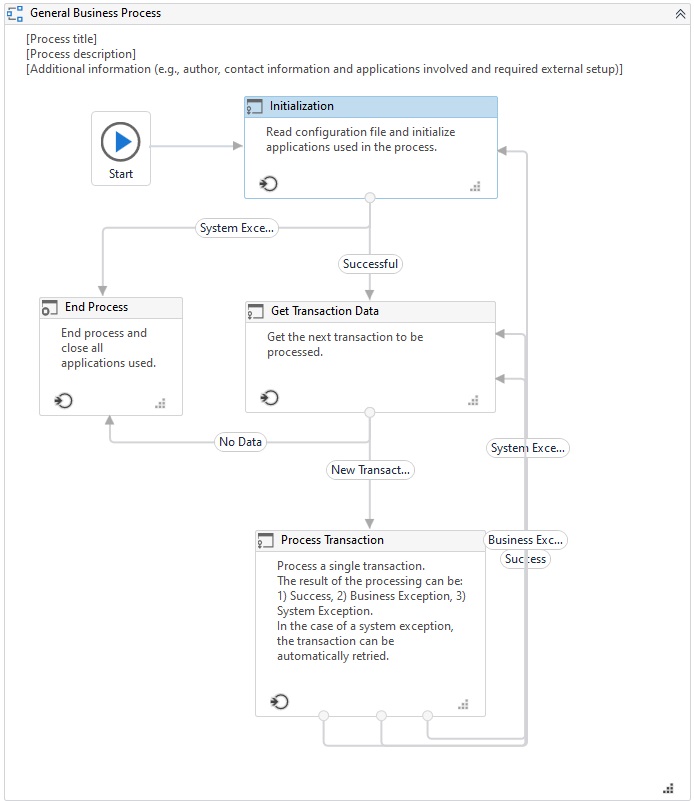 General Business Process
[Process title]
[Process description]
[Additional information (e.g., author, contact information and applications involved and required external setup)]
Initialization
Read configuration file and initialize
applications used in the process.
Start
System Exce...
Successful
End Process
End process and
close all
applications used.
Get Transaction Data
Get the next transaction to be
processed.
No Data
System Exce...
New Transact...
Process Transaction
Business Exc...
Success
Process a single transaction.
The result of the processing can be:
1) Success, 2) Business Exception, 3)
System Exception.
In the case of a system exception,
the transaction can be
automatically retried.